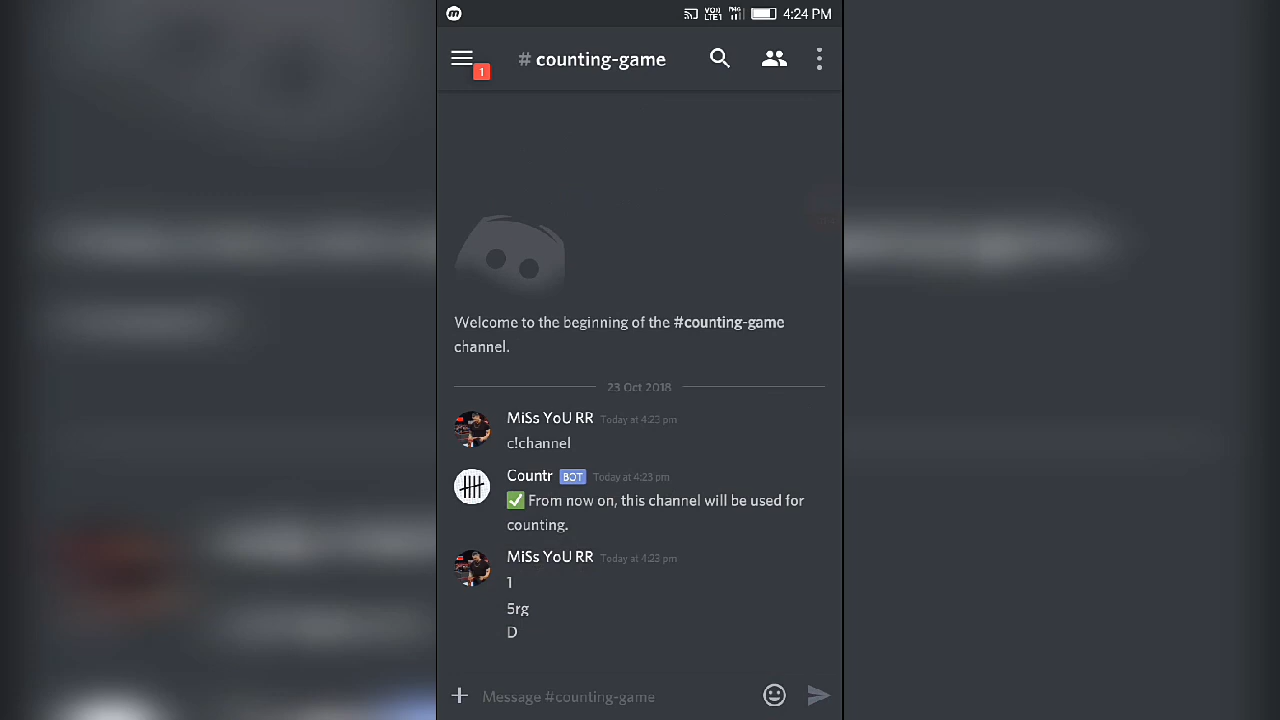 VoLTE1 4:24 PM
1
# counting-game
Welcome to the beginning of the #counting-game
channel.
23 Oct 2018
MiSs YoU RR Today at 4:23 pm
c!channel
Countr BOT Today at 4:23 pm
✅ From now on, this channel will be used for
counting.
MiSs YoU RR Today at 4:23 pm
1
5rg
D
Message #counting-game